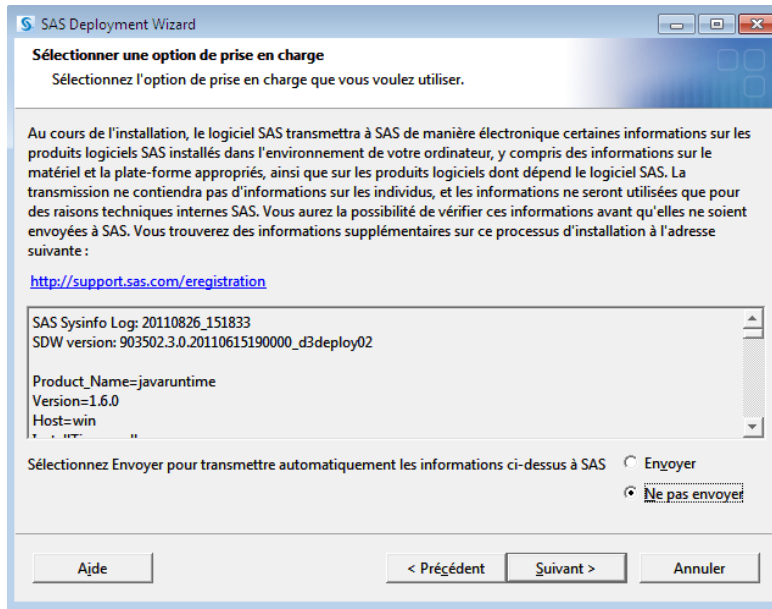 SAS Deployment Wizard
Sélectionner une option de prise en charge
Sélectionnez l'option de prise en charge que vous voulez utiliser.
Au cours de l'installation, le logiciel SAS transmettra à SAS de manière électronique certaines informations sur les
produits logiciels SAS installés dans l'environnement de votre ordinateur, y compris des informations sur le
matériel et la plate-forme appropriés, ainsi que sur les produits logiciels dont dépend le logiciel SAS. La
transmission ne contiendra pas d'informations sur les individus, et les informations ne seront utilisées que pour
des raisons techniques internes SAS. Vous aurez la possibilité de vérifier ces informations avant qu'elles ne soient
envoyées à SAS. Vous trouverez des informations supplémentaires sur ce processus d'installation à l'adresse
suivante :
http://support.sas.com/eregistration
SAS Sysinfo Log: 20110826_151833
SDW version: 903502.3.0.20110615190000_d3deploy02
Product_Name=javaruntime
Version=1.6.0
Host=win
Sélectionnez Envoyer pour transmettre automatiquement les informations ci-dessus à SAS
Envoyer
Ne pas envoyer
Aide
< Précédent
Suivant >
Annuler